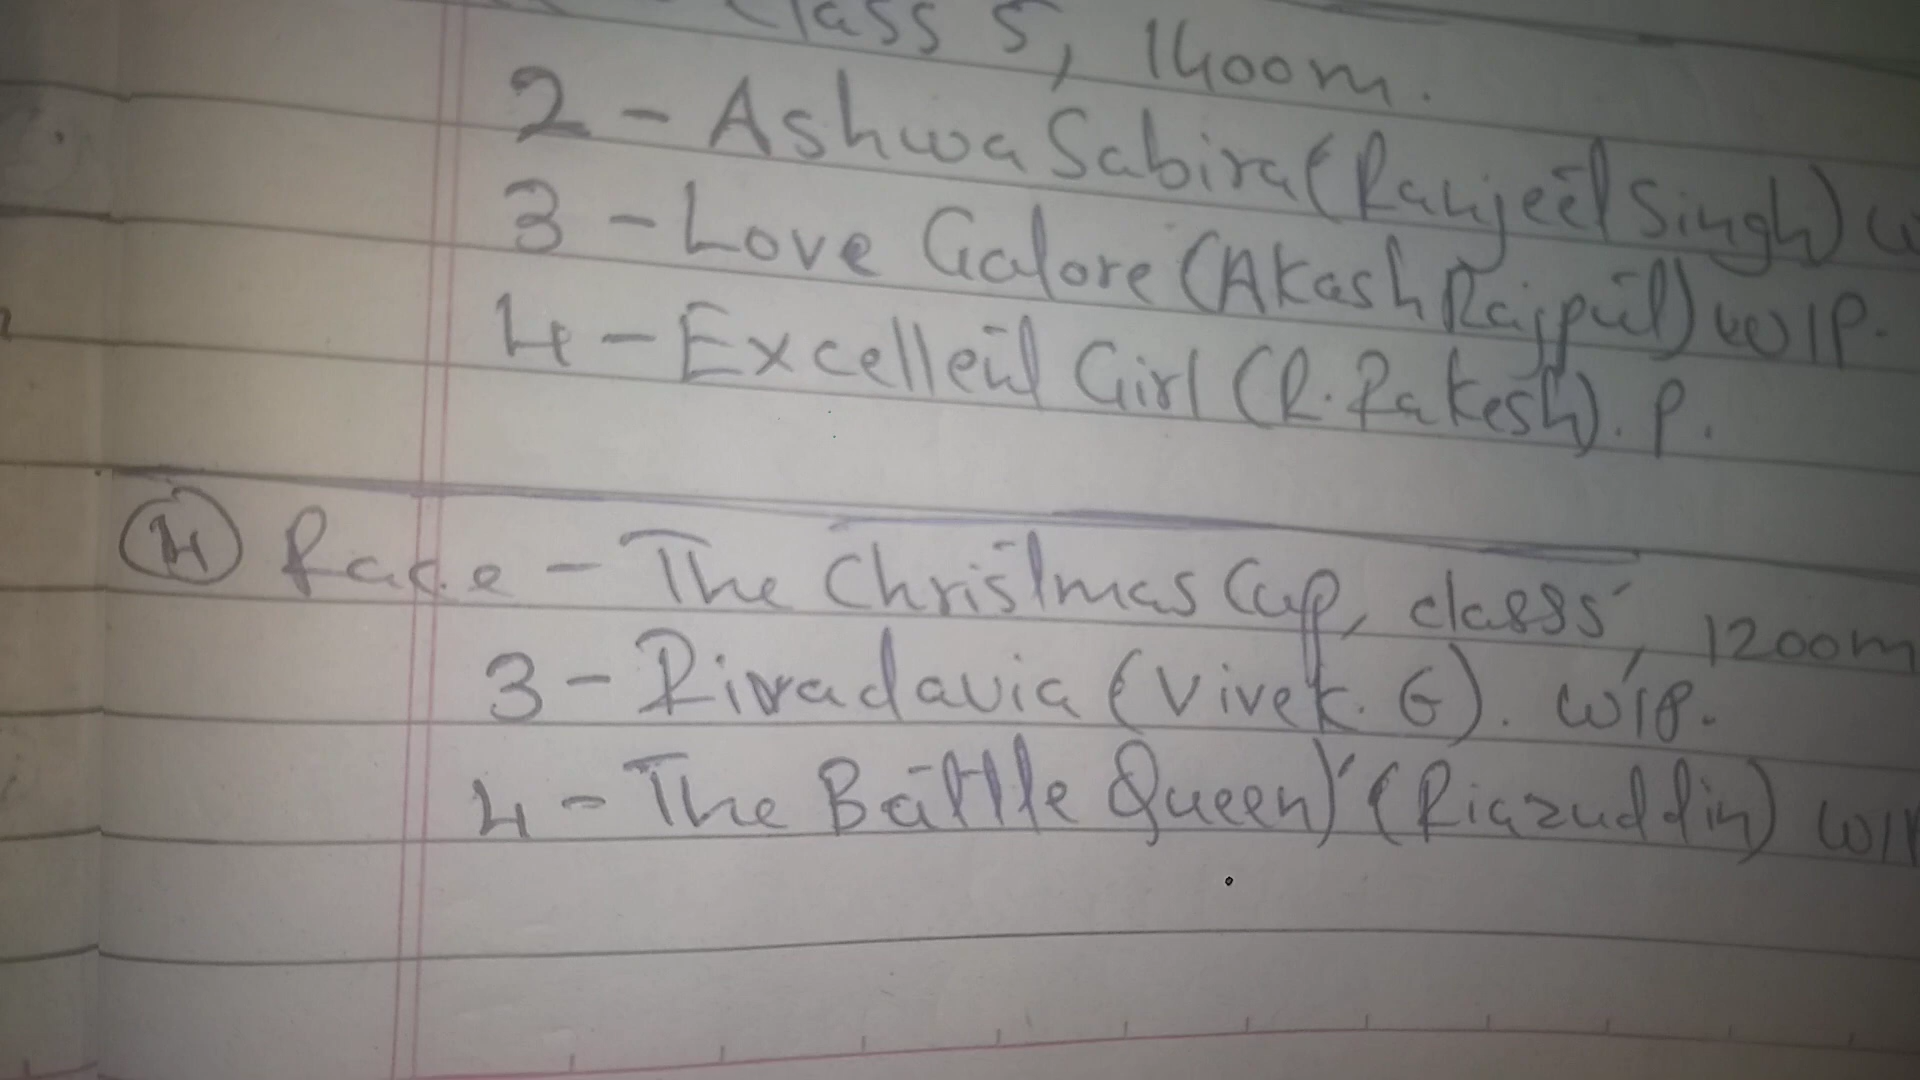 Class 5, 1400m.
2 - Ashwa Sabira (Ranjeet Singh)
3 - Love Galore (Akash Rajput) W/P.
4 - Excellent Girl (R. Rakesh). P.
4 Race - The Christmas Cup, class 5, 1200m
3 - Rivadavia (Vivek. G). W/P.
4 - The Battle Queen (Riazuddin) W/P